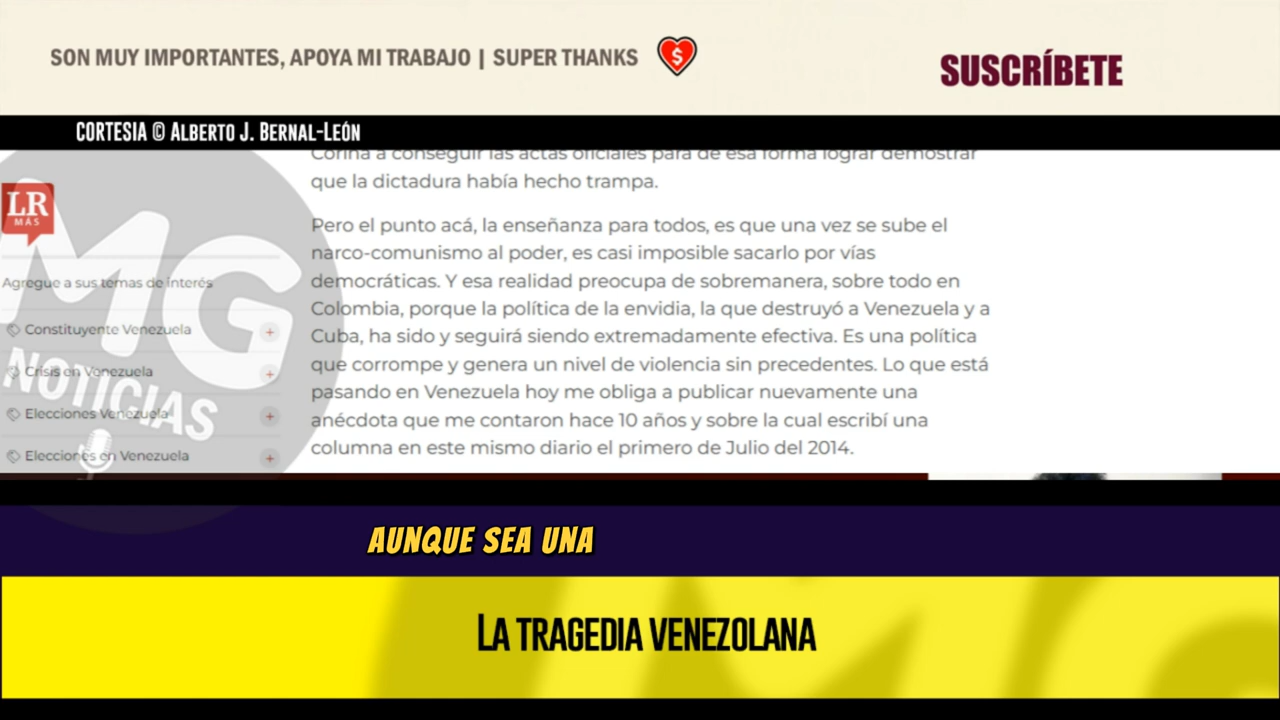 SON MUY IMPORTANTES, APOYA MI TRABAJO | SUPER THANKS
$
SUSCRÍBETE
CORTESIA © ALBERTO J. BERNAL-LEÓN
Corina a conseguir las actas oficiales para de esa forma lograr demostrar
que la dictadura había hecho trampa.
LR
MÁS
Pero el punto acá, la enseñanza para todos, es que una vez se sube el
narco-comunismo al poder, es casi imposible sacarlo por vías
democráticas. Y esa realidad preocupa de sobremanera, sobre todo en
Colombia, porque la política de la envidia, la que destruyó a Venezuela y a
Cuba, ha sido y seguirá siendo extremadamente efectiva. Es una política
que corrompe y genera un nivel de violencia sin precedentes. Lo que está
pasando en Venezuela hoy me obliga a publicar nuevamente una
anécdota que me contaron hace 10 años y sobre la cual escribí una
columna en este mismo diario el primero de Julio del 2014.
Agregue a sus temas de interés
Constituyente Venezuela +
Crisis en Venezuela +
Elecciones Venezuela +
Elecciones en Venezuela +
MG
NOTICIAS
AUNQUE SEA UNA
LA TRAGEDIA VENEZOLANA